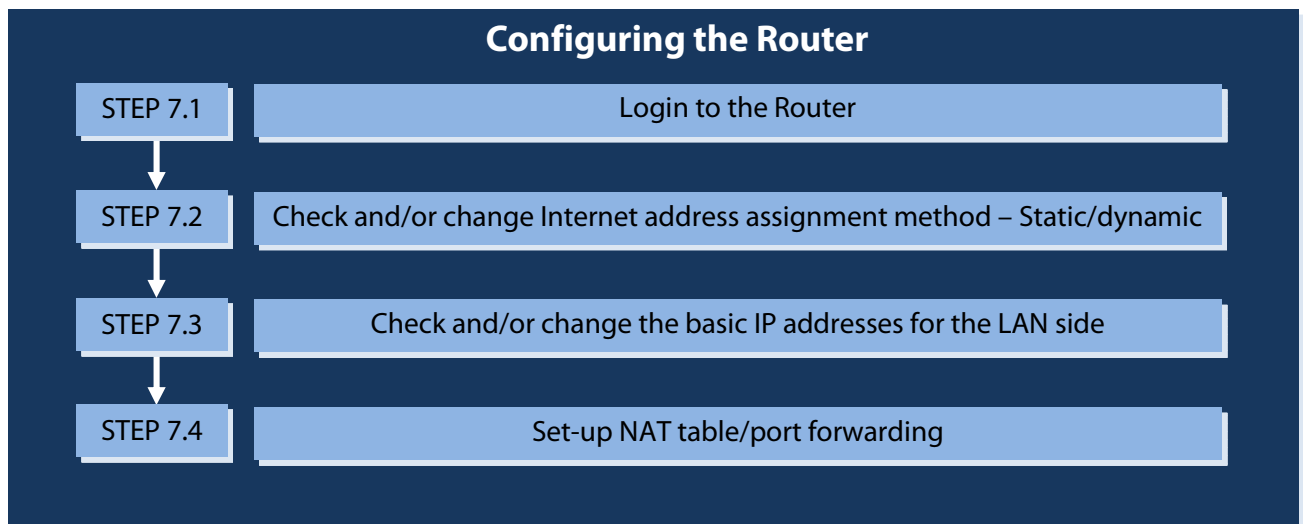 Configuring the Router
STEP 7.1
Login to the Router
STEP 7.2
Check and/or change Internet address assignment method – Static/dynamic
STEP 7.3
Check and/or change the basic IP addresses for the LAN side
STEP 7.4
Set-up NAT table/port forwarding